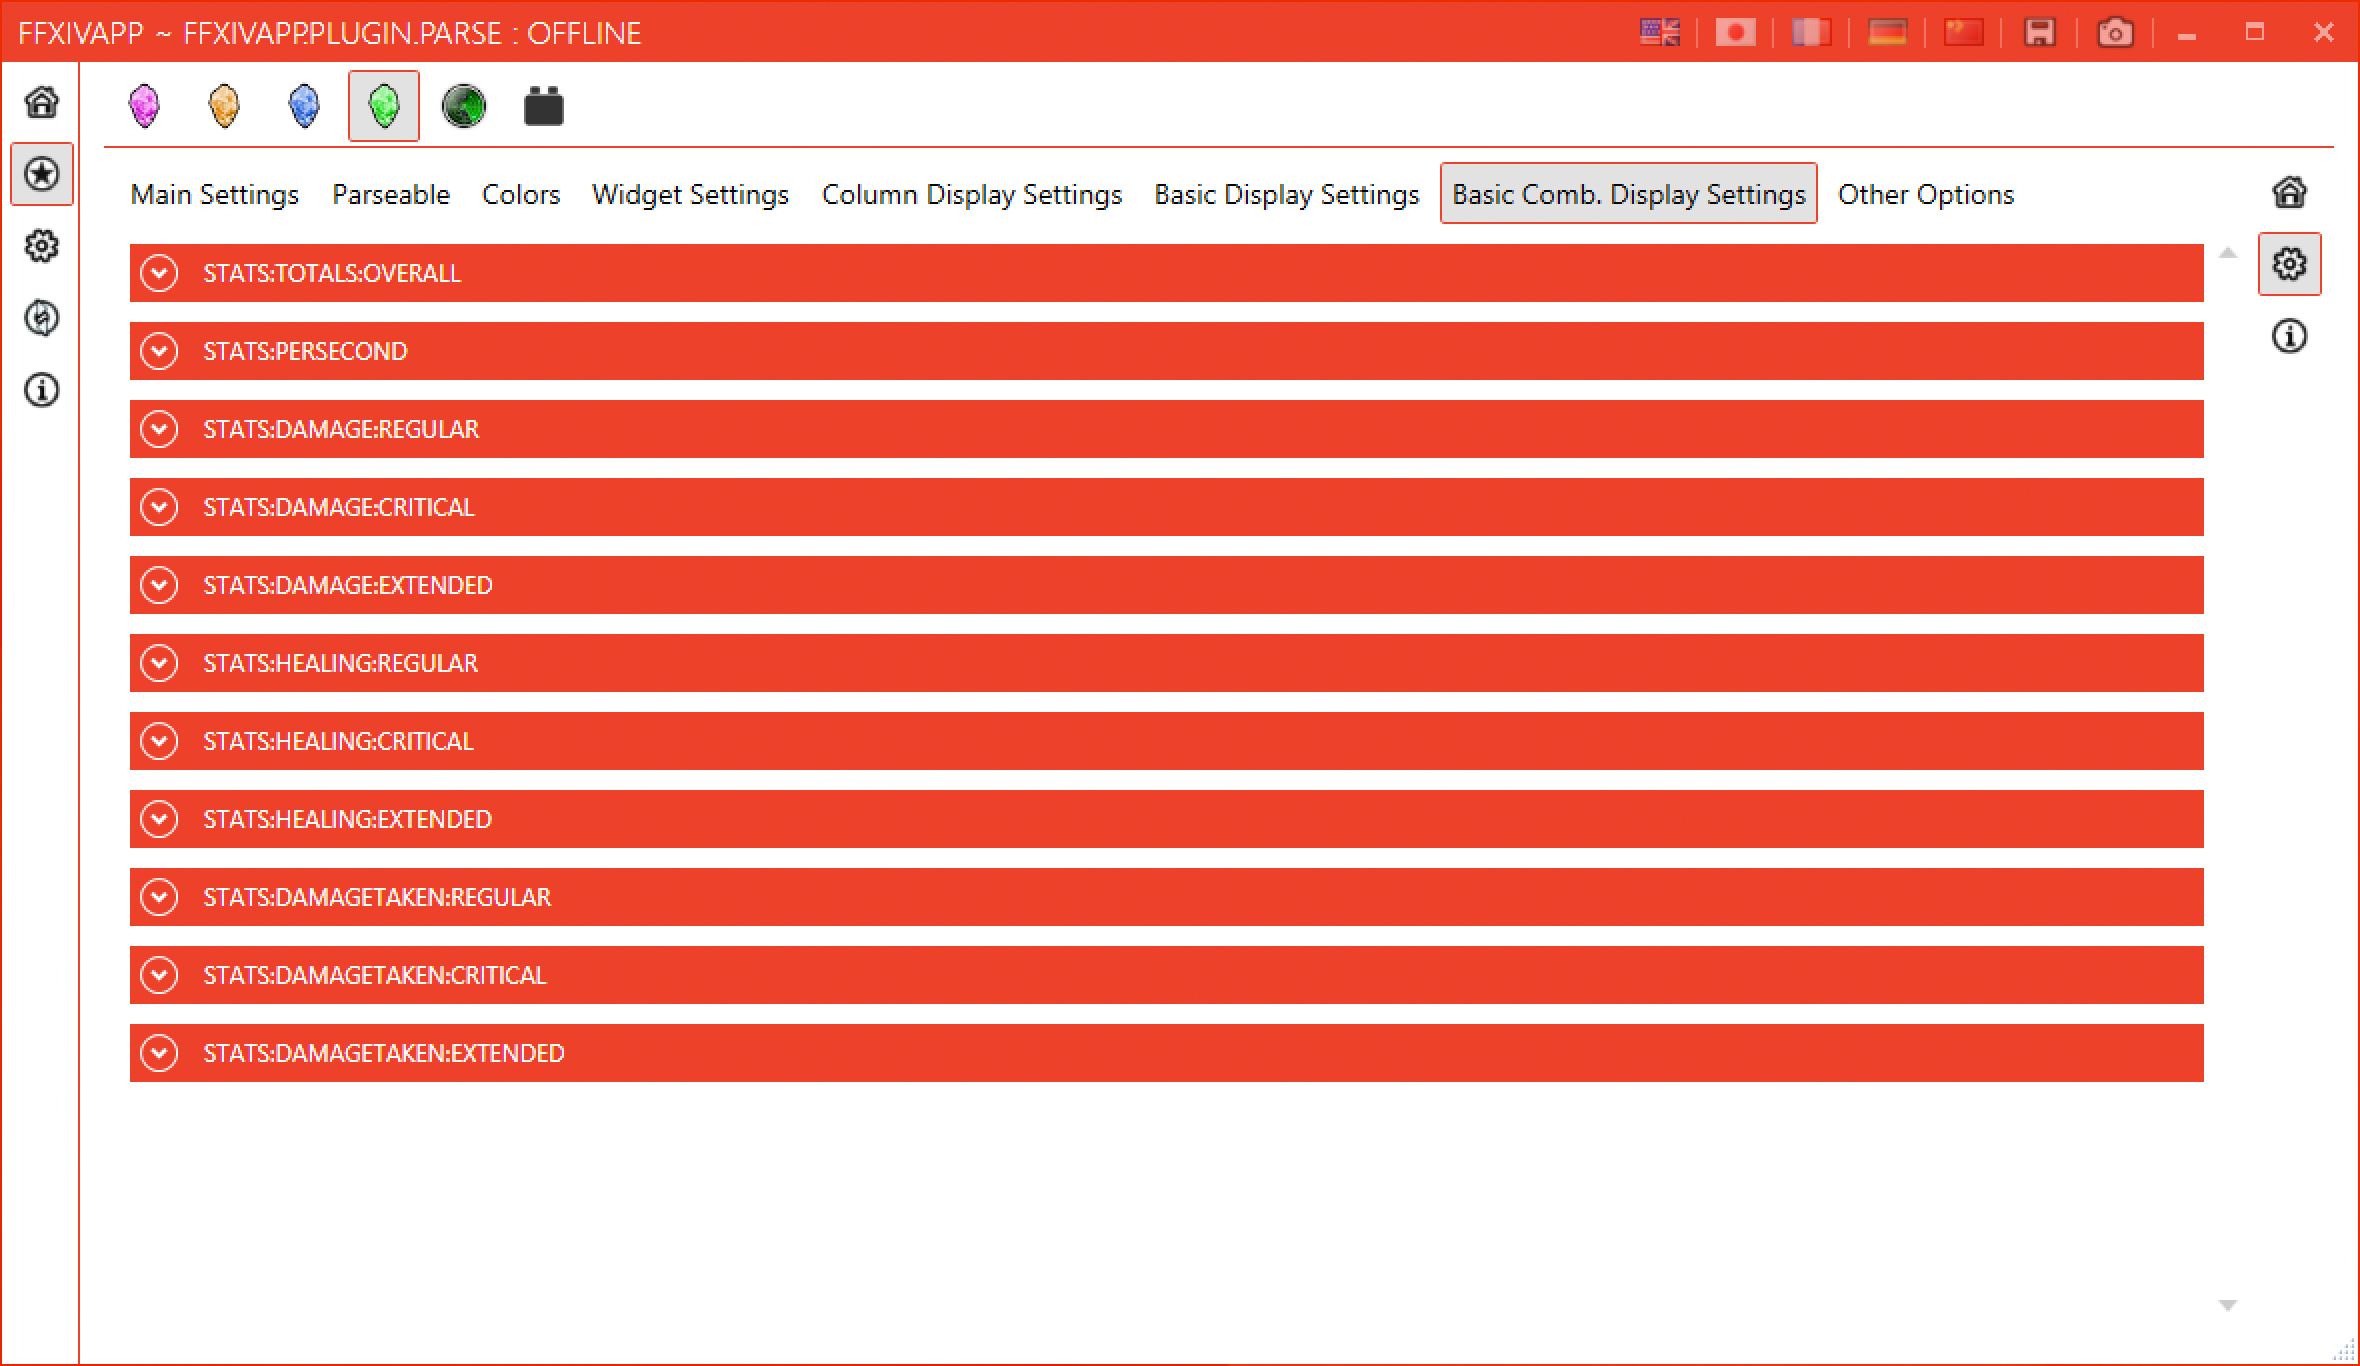 FFXIVAPP ~ FFXIVAPP.PLUGIN.PARSE : OFFLINE
Main Settings Parseable Colors Widget Settings Column Display Settings Basic Display Settings Basic Comb. Display Settings Other Options
STATS:TOTALS:OVERALL
STATS:PERSECOND
STATS:DAMAGE:REGULAR
STATS:DAMAGE:CRITICAL
STATS:DAMAGE:EXTENDED
STATS:HEALING:REGULAR
STATS:HEALING:CRITICAL
STATS:HEALING:EXTENDED
STATS:DAMAGETAKEN:REGULAR
STATS:DAMAGETAKEN:CRITICAL
STATS:DAMAGETAKEN:EXTENDED